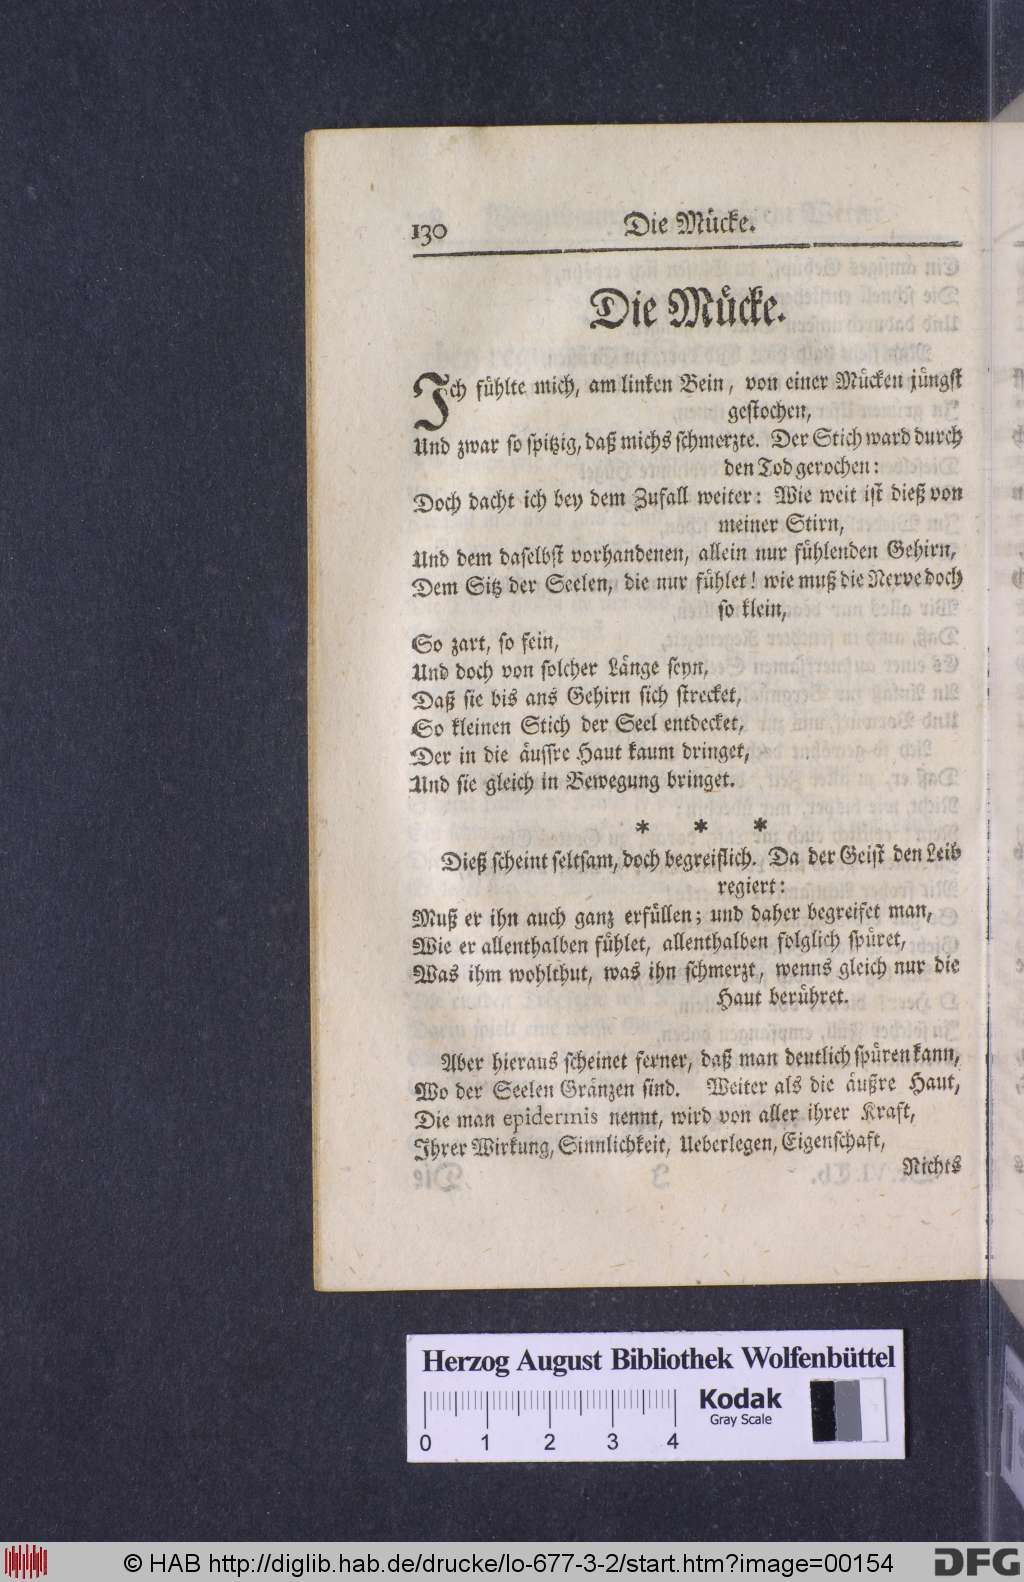 130
Die Mücke.
Die Mücke.
Ich fühlte mich, am linken Bein, von einer Mücken jüngst
gestochen,
Und zwar so spitzig, daß michs schmerzte. Der Stich ward durch
den Tod gerochen:
Doch dacht ich bey dem Zufall weiter: Wie weit ist dieß von
meiner Stirn,
Und dem daselbst vorhandenen, allein nur fühlenden Gehirn,
Dem Sitz der Seelen, die nur fühlet! wie muß die Nerve doch
so klein,
So zart, so fein,
Und doch von solcher Länge seyn,
Daß sie bis ans Gehirn sich strecket,
So kleinen Stich der Seel entdecket,
Der in die äussre Haut kaum dringet,
Und sie gleich in Bewegung bringet.
* * *
Dieß scheint seltsam, doch begreiflich. Da der Geist den Leib
regiert:
Muß er ihn auch ganz erfüllen; und daher begreifet man,
Wie er allenthalben fühlet, allenthalben folglich spüret,
Was ihm wohlthut, was ihn schmerzt, wenns gleich nur die
Haut berühret.
Aber hieraus scheinet ferner, daß man deutlich spüren kann,
Wo der Seelen Gränzen sind. Weiter als die äußre Haut,
Die man epidermis nennt, wird von aller ihrer Kraft,
Ihrer Wirkung, Sinnlichkeit, Ueberlegen, Eigenschaft,
Nichts
Herzog August Bibliothek Wolfenbüttel
Kodak
Gray Scale
0 1 2 3 4
© HAB http://diglib.hab.de/drucke/lo-677-3-2/start.htm?image=00154
DFG